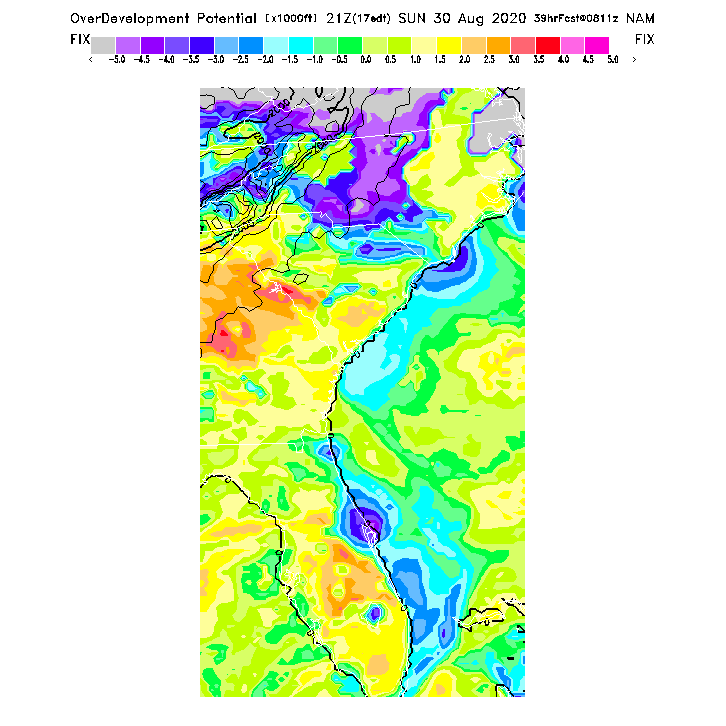 OverDevelopment Potential [x1000ft] 21Z(17edt) SUN 30 Aug 2020 39hrFcst@0811z NAM
FIX FIX
< -5.0 -4.5 -4.0 -3.5 -3.0 -2.5 -2.0 -1.5 -1.0 -0.5 0.0 0.5 1.0 1.5 2.0 2.5 3.0 3.5 4.0 4.5 5.0 >